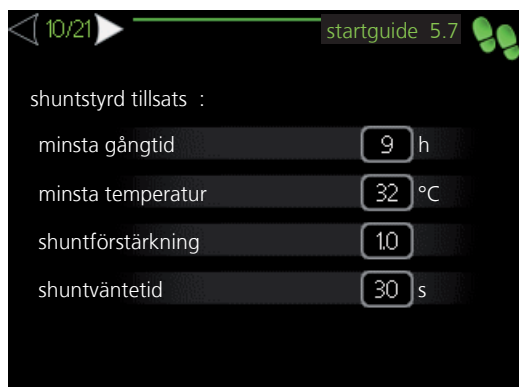 10/21 startguide 5.7
shuntstyrd tillsats :
minsta gångtid 9 h
minsta temperatur 32 °C
shuntförstärkning 1.0
shuntväntetid 30 s